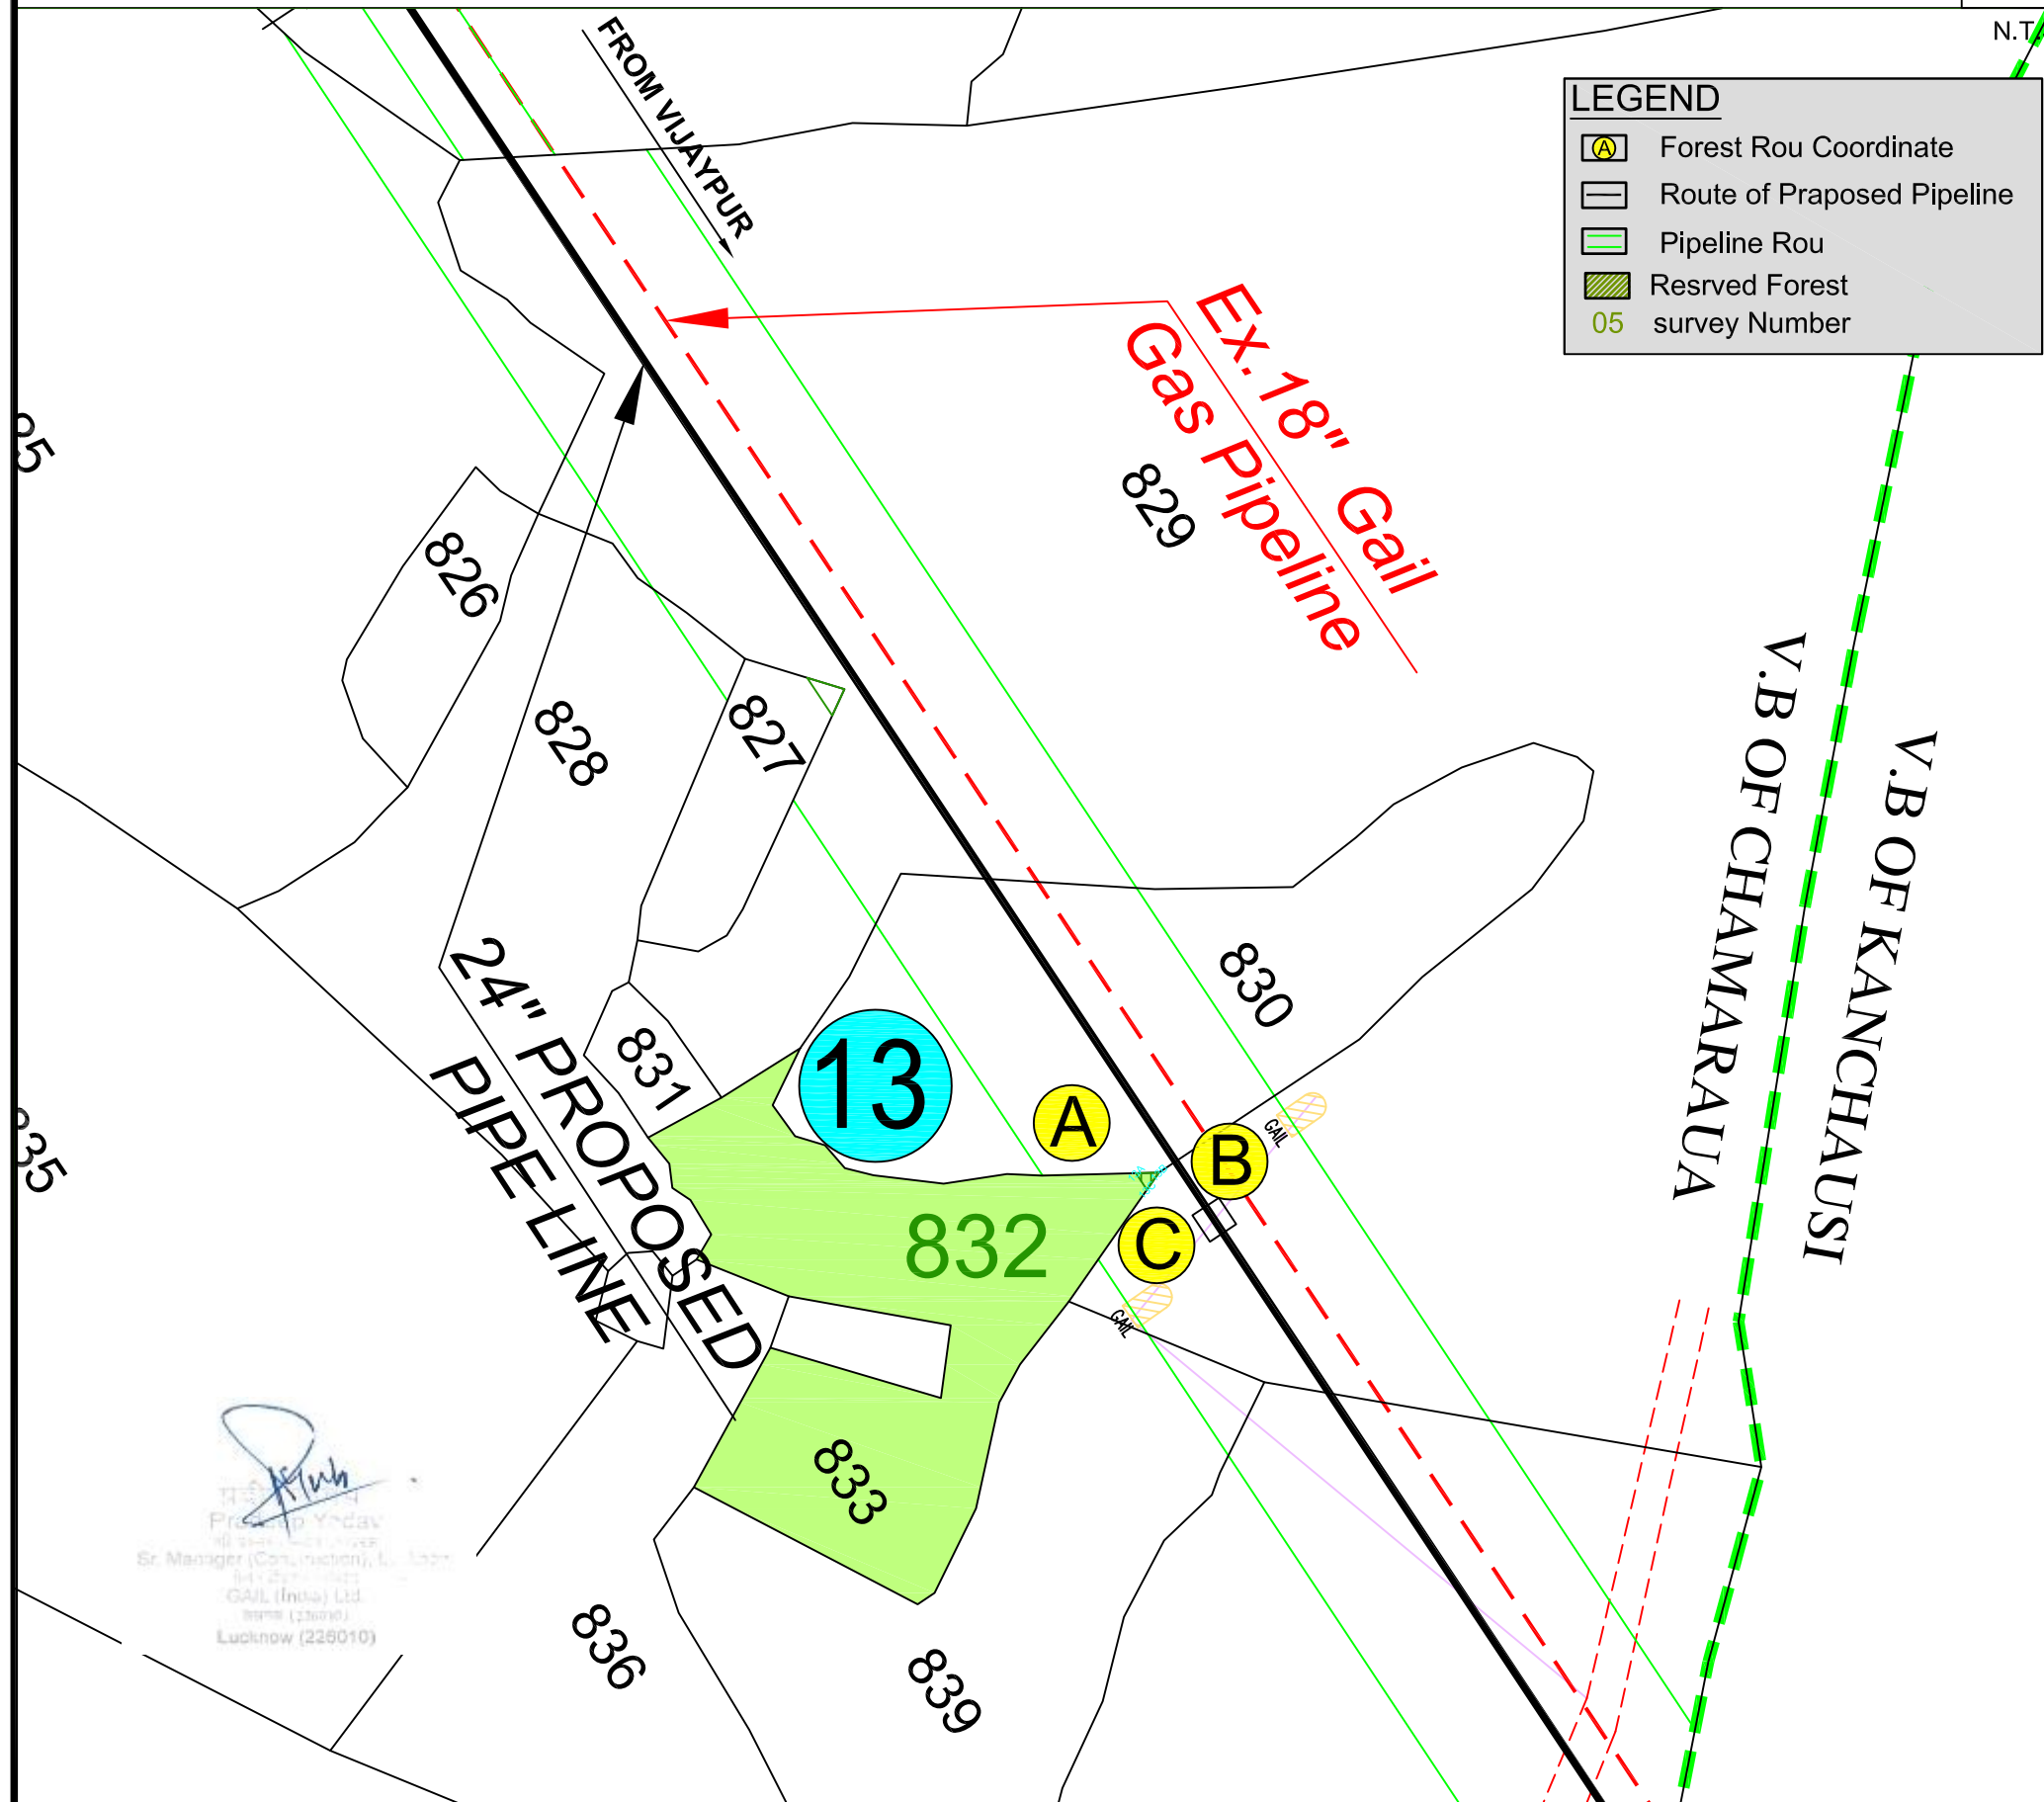 N.T.
LEGEND
A Forest Rou Coordinate
Route of Praposed Pipeline
Pipeline Rou
Resrved Forest
05 survey Number
FROM VIJAYPUR
Ex.18" Gail
Gas Pipeline
829
826
828
827
830
831
13
A
B
C
832
833
836
839
35
24" PROPOSED
PIPE LINE
GAIL
GAIL
V.B OF CHAMARAUA
V.B OF KANCHAUSI
Pradeep Yadav
Sr. Manager (Construction),
GAIL (India) Ltd.
Lucknow (226010)